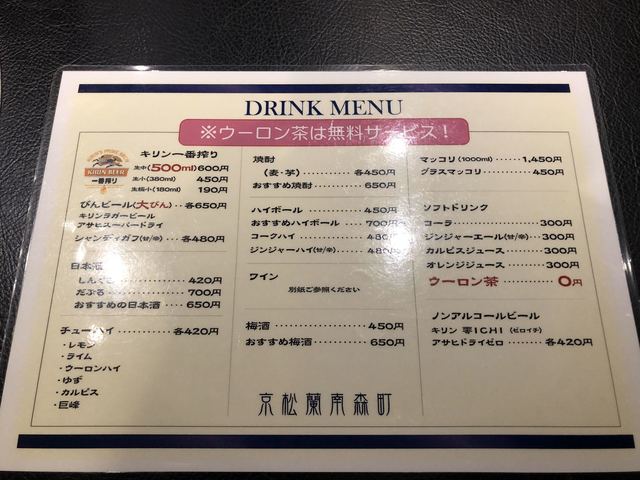 DRINK MENU
※ウーロン茶は無料サービス！
KIRIN BEER
一番搾り
キリン一番搾り
生中(500ml)600円
生小(380ml) 450円
生極小(180ml) 190円
びんビール(大びん)‥各650円
キリンラガービール
アサヒスーパードライ
シャンディガフ(甘/辛)‥‥各480円
日本酒
しんぐる‥‥‥‥‥420円
だぶる‥‥‥‥‥700円
おすすめの日本酒‥‥650円
チューハイ‥‥‥‥各420円
・レモン
・ライム
・ウーロンハイ
・ゆず
・カルピス
・巨峰
焼酎
(麦・芋)‥‥‥各450円
おすすめ焼酎‥‥‥‥650円
ハイボール‥‥‥‥450円
おすすめハイボール‥‥700円
コークハイ‥‥‥‥480円
ジンジャーハイ(甘/辛)‥‥480円
ワイン
別紙ご参照ください
梅酒‥‥‥‥‥‥450円
おすすめ梅酒‥‥‥‥650円
マッコリ(1000ml)‥‥‥1,450円
グラスマッコリ‥‥‥‥450円
ソフトドリンク
コーラ‥‥‥‥‥‥300円
ジンジャーエール(甘/辛)‥‥300円
カルピスジュース‥‥‥300円
オレンジジュース‥‥‥300円
ウーロン茶‥‥‥0円
ノンアルコールビール
キリン 零ICHI (ゼロイチ)
アサヒドライゼロ‥‥各420円
京松蘭南森町